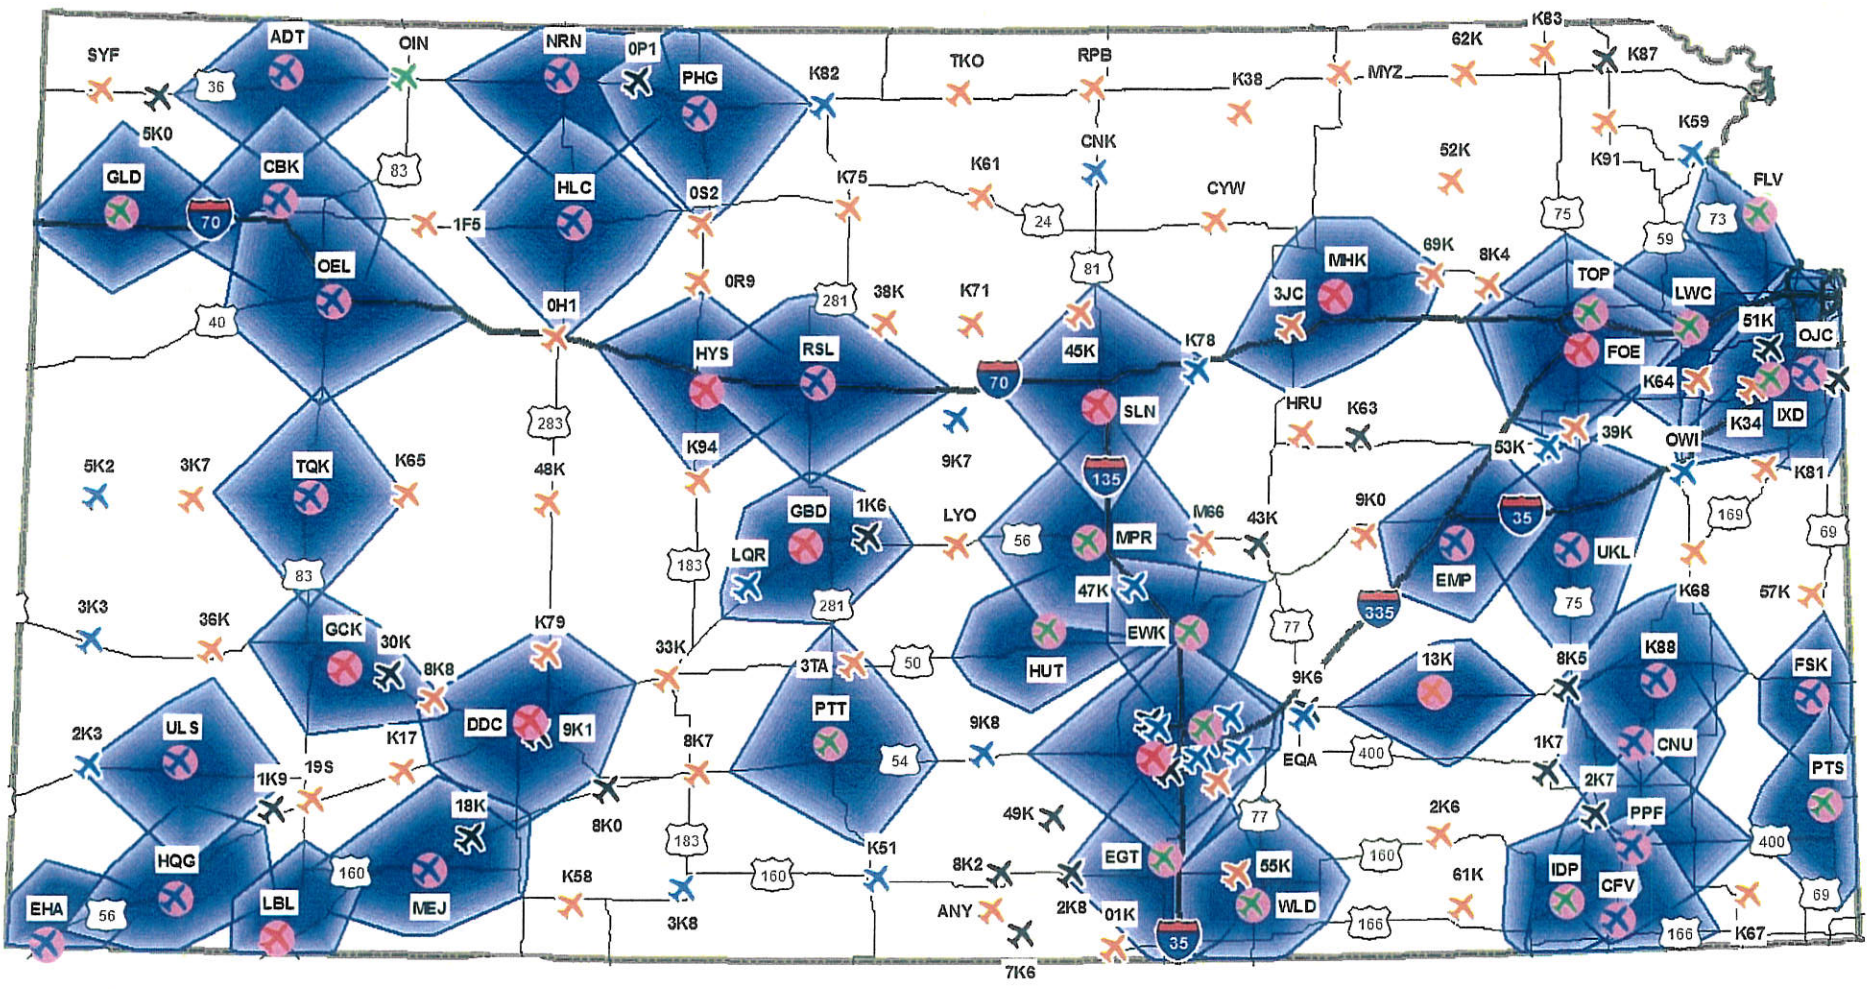 K83
ADT
OIN
NRN
0P1
62K
K87
SYF
TKO
RPB
PHG
K82
K38
MYZ
36
5K0
K59
CNK
52K
K91
CBK
83
GLD
HLC
K75
K61
CYW
FLV
0S2
70
1F5
24
75
73
59
OEL
81
MHK
69K
8K4
TOP
LWC
0R9
281
38K
K71
3JC
0H1
40
51K
OJC
HYS
RSL
45K
K78
FOE
70
K64
SLN
IXD
HRU
K63
K34
283
39K
OWI
K94
53K
9K7
5K2
3K7
TQK
K65
48K
135
K81
1K6
9K0
35
169
GBD
LYO
M66
43K
56
MPR
69
LQR
UKL
183
EMP
83
47K
57K
3K3
281
335
75
K68
36K
GCK
K79
EWK
77
30K
33K
3TA
50
13K
8K5
K88
8K8
HUT
FSK
9K6
ULS
DDC
9K1
PTT
2K3
K17
8K7
9K8
400
1K7
CNU
54
EQA
19S
PTS
1K9
2K7
18K
8K0
49K
77
2K6
PPF
183
400
K51
HQG
160
160
8K2
EGT
55K
160
IDP
CFV
MEJ
K58
61K
69
LBL
EHA
56
ANY
2K8
WLD
01K
3K8
166
166
K67
35
7K6